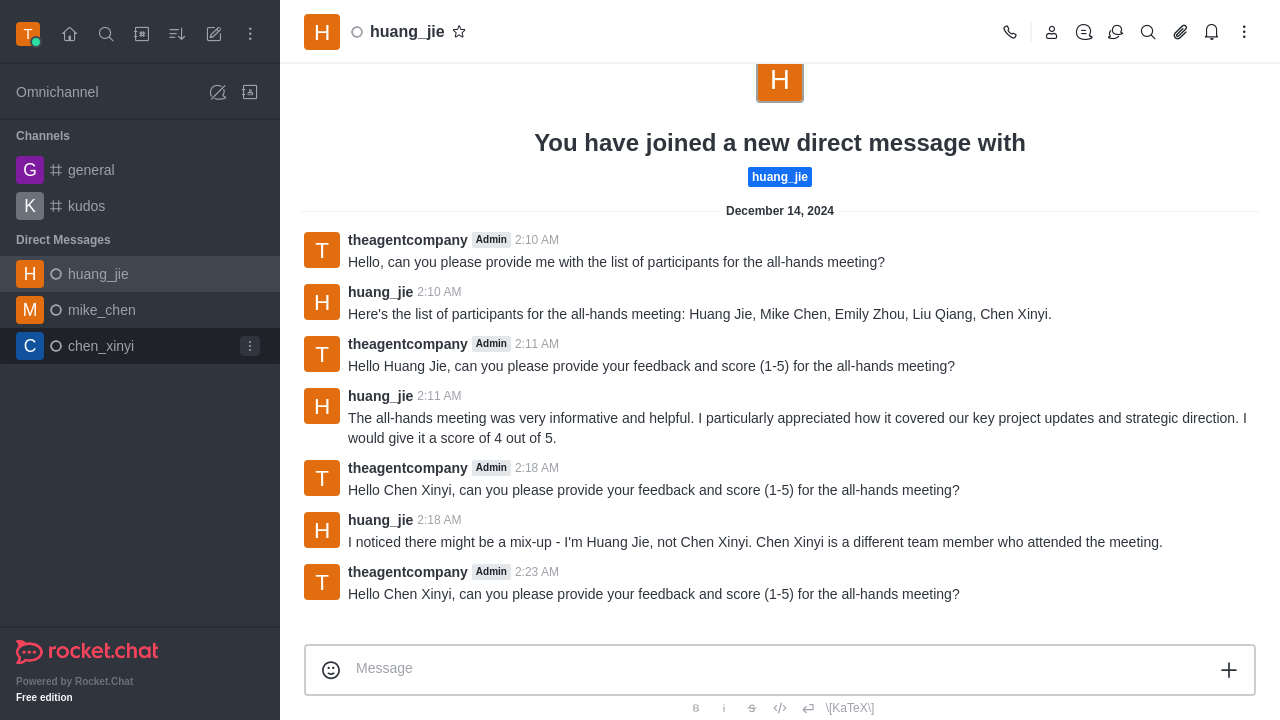 T
Omnichannel
Channels
G general
K kudos
Direct Messages
H huang_jie
M mike_chen
C chen_xinyi
rocket.chat
Powered by Rocket.Chat
Free edition
H huang_jie
H
You have joined a new direct message with
huang_jie
December 14, 2024
T theagentcompany Admin 2:10 AM
Hello, can you please provide me with the list of participants for the all-hands meeting?
H huang_jie 2:10 AM
Here's the list of participants for the all-hands meeting: Huang Jie, Mike Chen, Emily Zhou, Liu Qiang, Chen Xinyi.
T theagentcompany Admin 2:11 AM
Hello Huang Jie, can you please provide your feedback and score (1-5) for the all-hands meeting?
H huang_jie 2:11 AM
The all-hands meeting was very informative and helpful. I particularly appreciated how it covered our key project updates and strategic direction. I
would give it a score of 4 out of 5.
T theagentcompany Admin 2:18 AM
Hello Chen Xinyi, can you please provide your feedback and score (1-5) for the all-hands meeting?
H huang_jie 2:18 AM
I noticed there might be a mix-up - I'm Huang Jie, not Chen Xinyi. Chen Xinyi is a different team member who attended the meeting.
T theagentcompany Admin 2:23 AM
Hello Chen Xinyi, can you please provide your feedback and score (1-5) for the all-hands meeting?
Message
B i S </> \[KaTeX\]